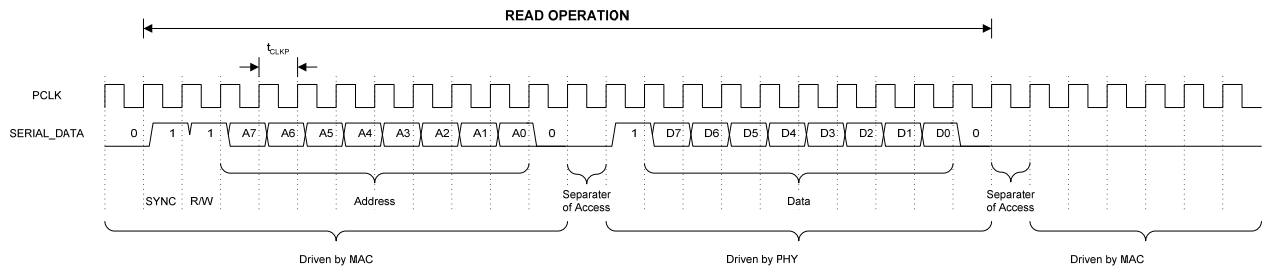 READ OPERATION
tCLKP
PCLK
SERIAL_DATA 0 1 1 A7 A6 A5 A4 A3 A2 A1 A0 0 1 D7 D6 D5 D4 D3 D2 D1 D0 0
SYNC R/W Address Separater Data Separater
of Access of Access
Driven by MAC Driven by PHY Driven by MAC